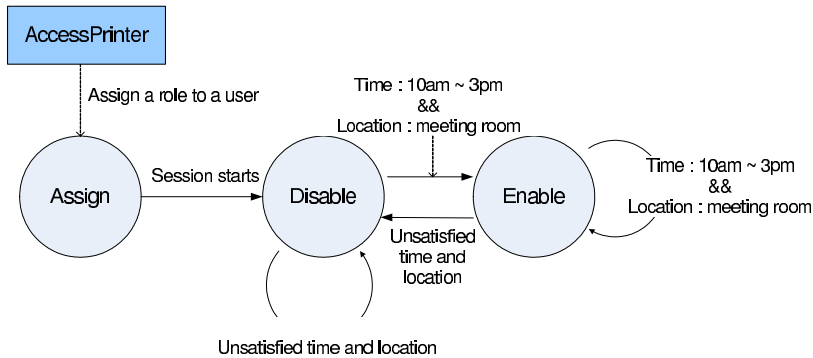 AccessPrinter
Assign a role to a user
Time : 10am ~ 3pm
&&
Location : meeting room
Assign
Session starts
Disable
Enable
Time : 10am ~ 3pm
&&
Location : meeting room
Unsatisfied
time and
location
Unsatisfied time and location